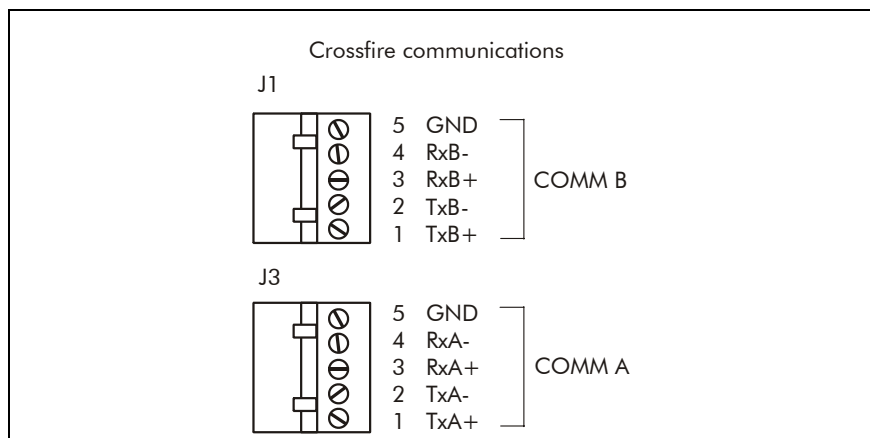 Crossfire communications
J1
5 GND
4 RxB-
3 RxB+
2 TxB-
1 TxB+
COMM B
J3
5 GND
4 RxA-
3 RxA+
2 TxA-
1 TxA+
COMM A